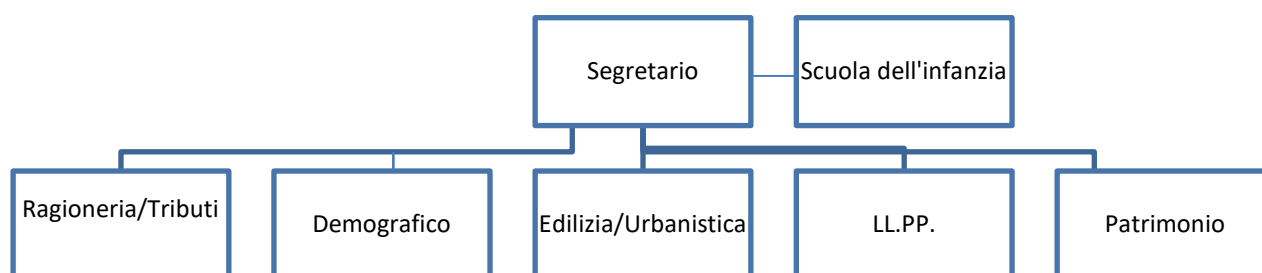 Segretario
Scuola dell'infanzia
Ragioneria/Tributi
Demografico
Edilizia/Urbanistica
LL.PP.
Patrimonio